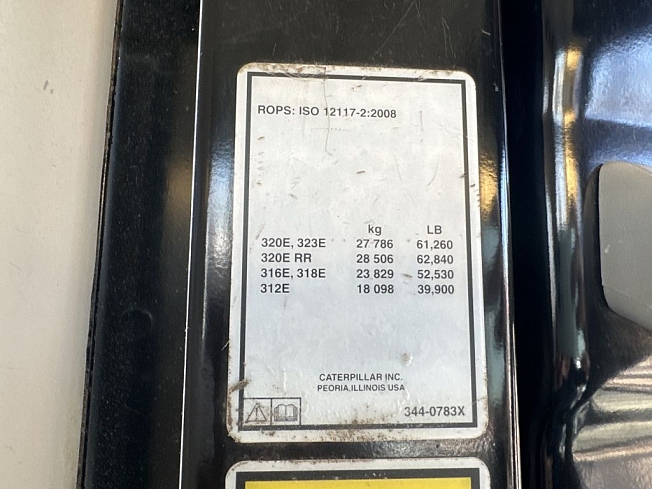 ROPS: ISO 12117-2:2008
kg LB
320E, 323E 27 786 61,260
320E RR 28 506 62,840
316E, 318E 23 829 52,530
312E 18 098 39,900
CATERPILLAR INC.
PEORIA,ILLINOIS USA
344-0783X